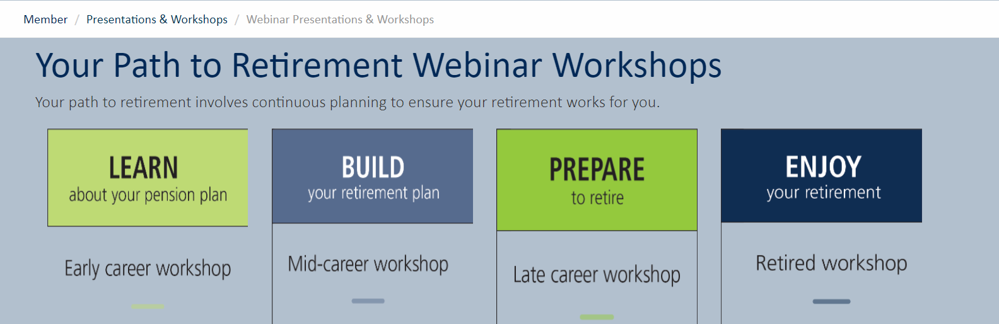 Member / Presentations & Workshops / Webinar Presentations & Workshops
Your Path to Retirement Webinar Workshops
Your path to retirement involves continuous planning to ensure your retirement works for you.
LEARN
about your pension plan
Early career workshop
BUILD
your retirement plan
Mid-career workshop
PREPARE
to retire
Late career workshop
ENJOY
your retirement
Retired workshop